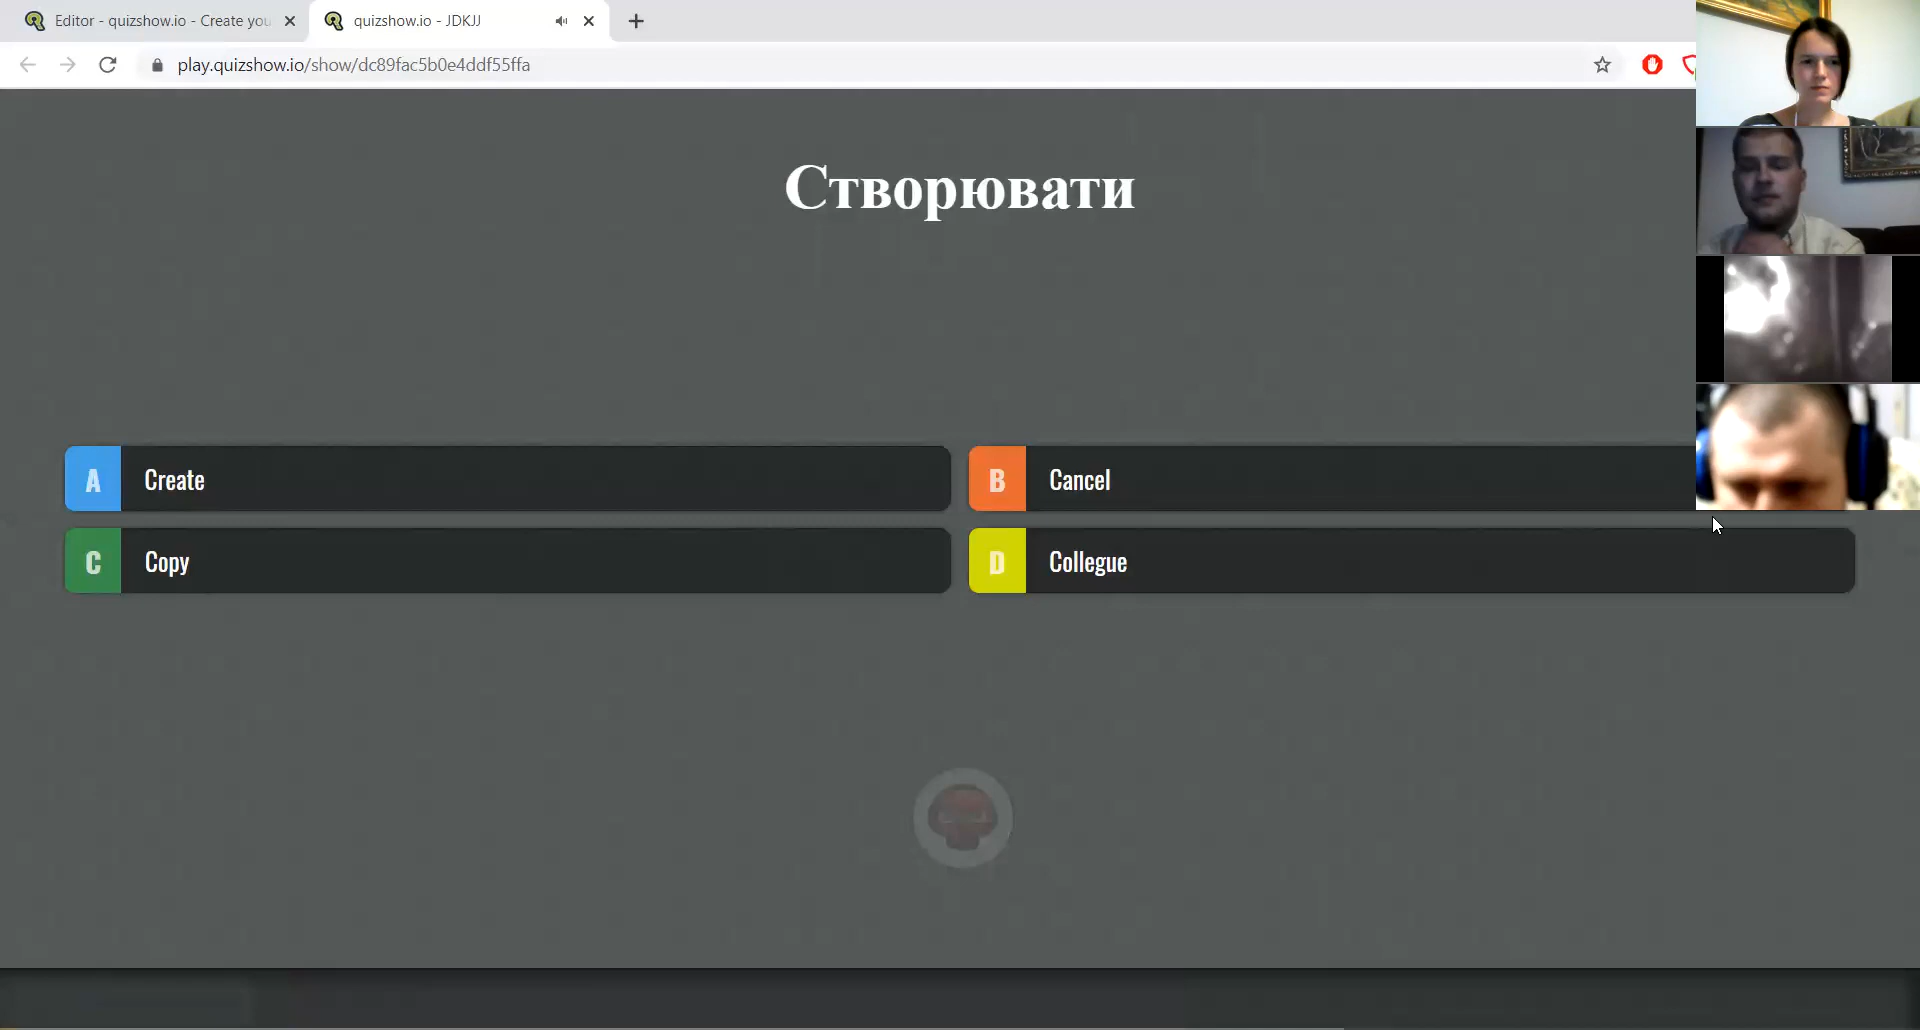 Editor - quizshow.io - Create you
quizshow.io - JDKJJ
play.quizshow.io/show/dc89fac5b0e4ddf55ffa
Створювати
A Create
B Cancel
C Copy
D Collegue